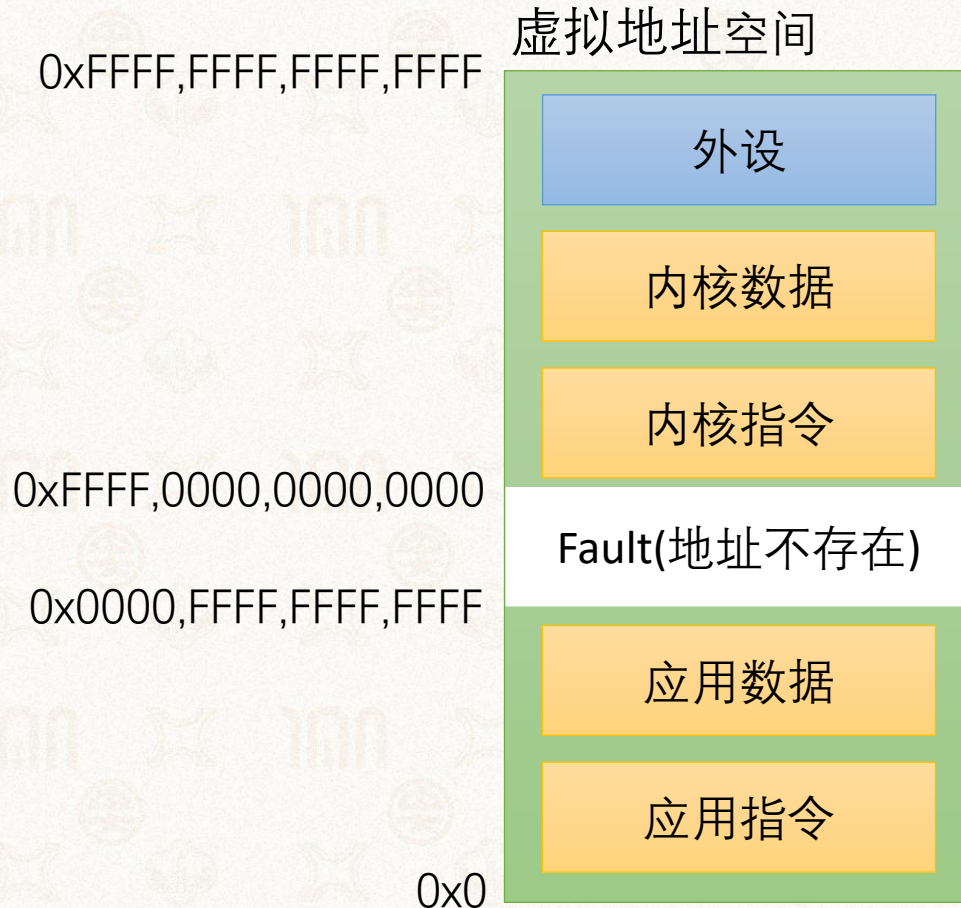 虚拟地址空间
0xFFFF,FFFF,FFFF,FFFF
外设
内核数据
内核指令
0xFFFF,0000,0000,0000
Fault(地址不存在)
0x0000,FFFF,FFFF,FFFF
应用数据
应用指令
0x0